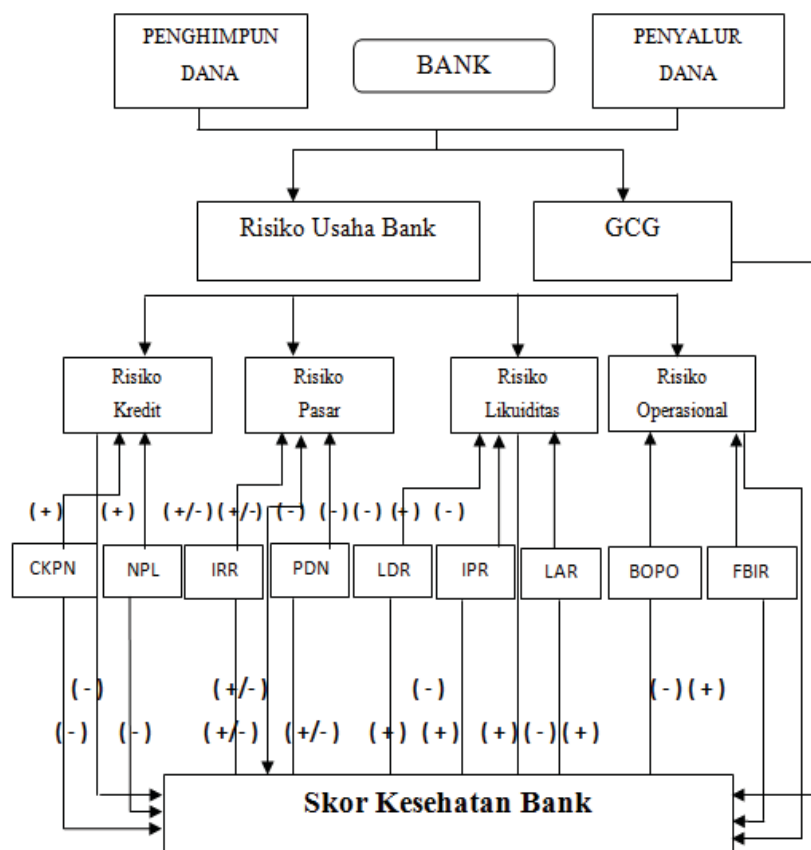 PENGHIMPUN
DANA
BANK
PENYALUR
DANA
Risiko Usaha Bank
GCG
Risiko
Kredit
Risiko
Pasar
Risiko
Likuiditas
Risiko
Operasional
(+) (+) (+/-) (+/-) (-) (-) (-) (+) (-)
CKPN
NPL
IRR
PDN
LDR
IPR
LAR
BOPO
FBIR
(-) (+/-) (-) (-) (+)
(-) (-) (+/-) (+/-) (+) (+) (+) (-) (+)
Skor Kesehatan Bank